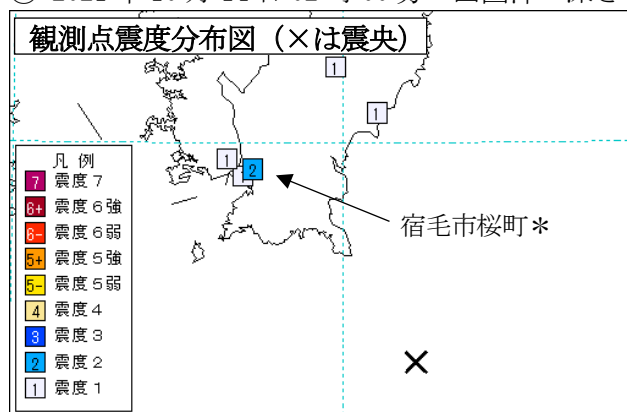 観測点震度分布図（×は震央）
1
1
1
2
宿毛市桜町＊
凡 例
7 震度７
6+ 震度６強
6- 震度６弱
5+ 震度５強
5- 震度５弱
4 震度４
3 震度３
2 震度２
1 震度１